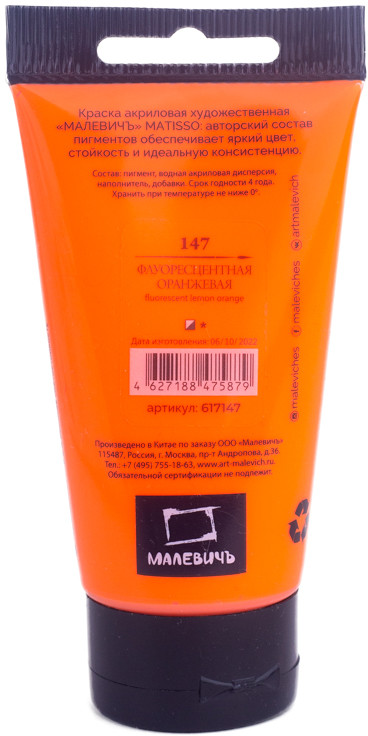 Краска акриловая художественная
«МАЛЕВИЧЪ» MATISSO: авторский состав
пигментов обеспечивает яркий цвет,
стойкость и идеальную консистенцию.
Состав: пигмент, водная акриловая дисперсия,
наполнитель, добавки. Срок годности 4 года.
Хранить при температуре не ниже 0°.
147
ФЛУОРЕСЦЕНТНАЯ
ОРАНЖЕВАЯ
fluorescent lemon orange
*
Дата изготовления: 06/10/2022
4 627188 475879
артикул: 617147
Произведено в Китае по заказу ООО «Малевичъ»
115487, Россия, г. Москва, пр-т Андропова, д.36.
Тел.: +7 (495) 755-18-63, www.art-malevich.ru
Обязательной сертификации не подлежит.
МАЛЕВИЧЪ
artmalevich
maleviches
maleviches